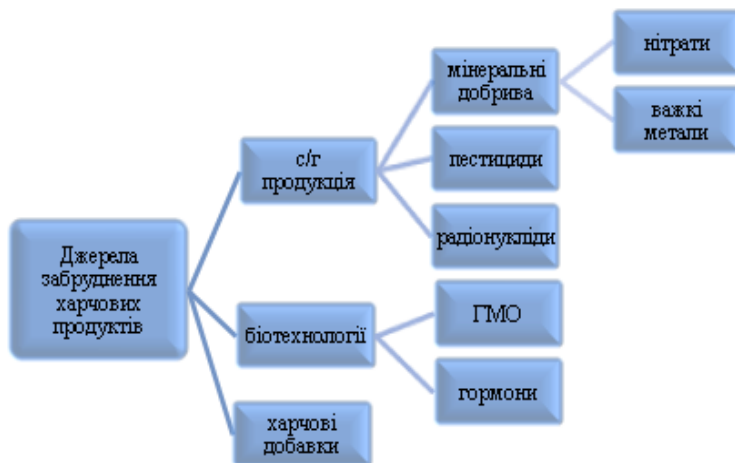 Джерела
забруднення
харчових
продуктів
с/г
продукція
мінеральні
добрива
нітрати
важкі
метали
пестициди
радіонукліди
біотехнології
ГМО
гормони
харчові
добавки